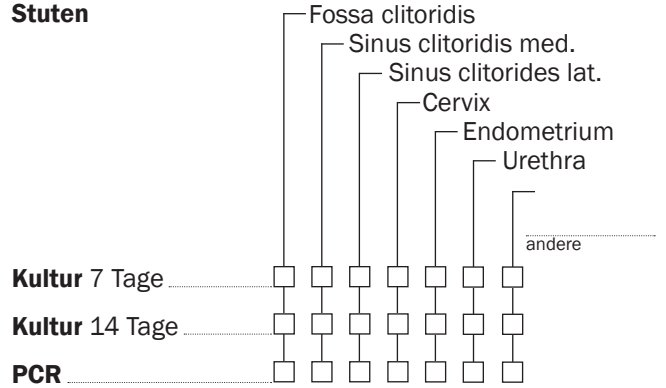 Stuten
Fossa clitoridis
Sinus clitoridis med.
Sinus clitorides lat.
Cervix
Endometrium
Urethra
andere
Kultur 7 Tage
Kultur 14 Tage
PCR